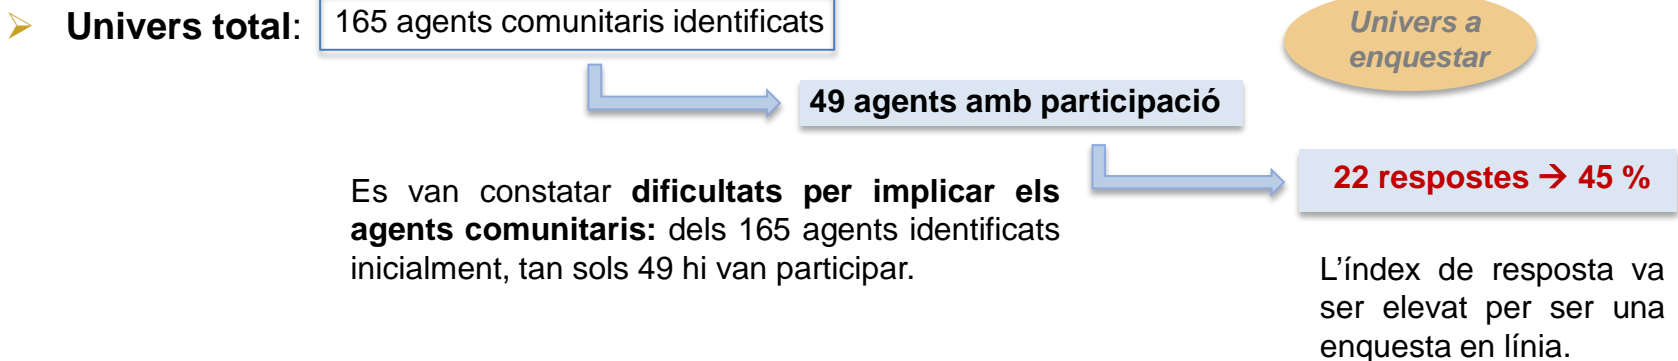 Univers total: 165 agents comunitaris identificats
Univers a
enquestar
49 agents amb participació
22 respostes → 45 %
Es van constatar dificultats per implicar els
agents comunitaris: dels 165 agents identificats
inicialment, tan sols 49 hi van participar.
L’índex de resposta va
ser elevat per ser una
enquesta en línia.